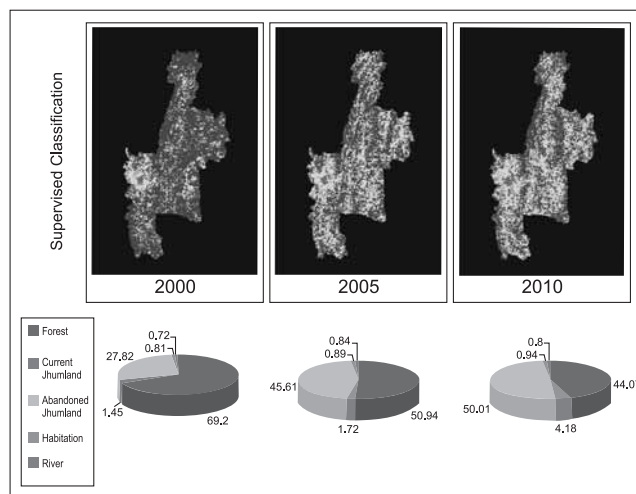 Supervised Classification
2000
2005
2010
Forest
Current
Jhumland
Abandoned
Jhumland
Habitation
River
0.72
0.81
27.82
1.45
69.2
0.84
0.89
45.61
1.72
50.94
0.8
0.94
50.01
4.18
44.07